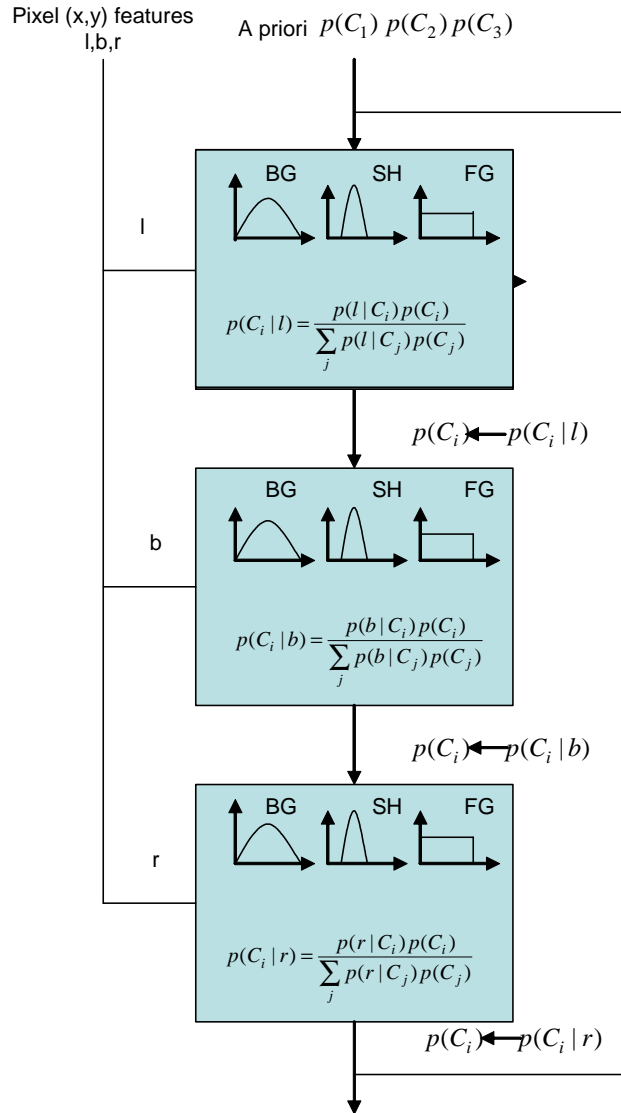 Pixel (x,y) features
l,b,r
A priori p(C₁) p(C₂) p(C₃)
BG SH FG
l
p(Cᵢ | l) = p(l | Cᵢ) p(Cᵢ) / ∑ⱼ p(l | Cⱼ) p(Cⱼ)
p(Cᵢ) ← p(Cᵢ | l)
BG SH FG
b
p(Cᵢ | b) = p(b | Cᵢ) p(Cᵢ) / ∑ⱼ p(b | Cⱼ) p(Cⱼ)
p(Cᵢ) ← p(Cᵢ | b)
BG SH FG
r
p(Cᵢ | r) = p(r | Cᵢ) p(Cᵢ) / ∑ⱼ p(r | Cⱼ) p(Cⱼ)
p(Cᵢ) ← p(Cᵢ | r)